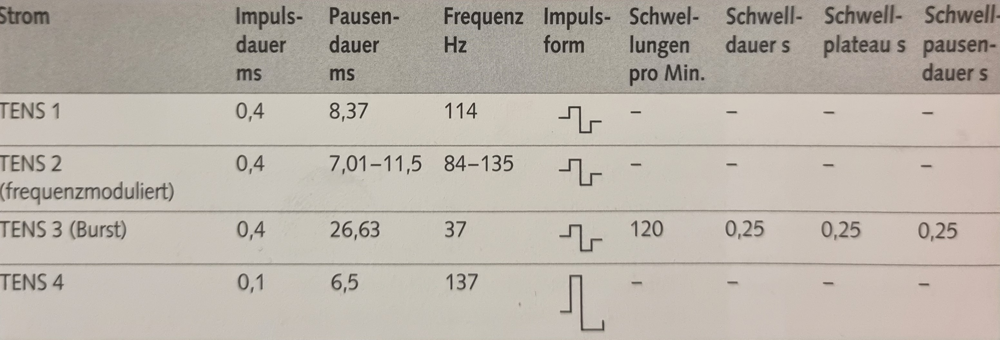 Strom Impuls- Pausen- Frequenz Impuls- Schwel- Schwell- Schwell- Schwell-
dauer dauer Hz form lungen dauer s plateau s pausen-
ms ms pro Min. dauer s
TENS 1 0,4 8,37 114 – – – –
TENS 2 0,4 7,01–11,5 84–135 – – – –
(frequenzmoduliert)
TENS 3 (Burst) 0,4 26,63 37 120 0,25 0,25 0,25
TENS 4 0,1 6,5 137 – – – –